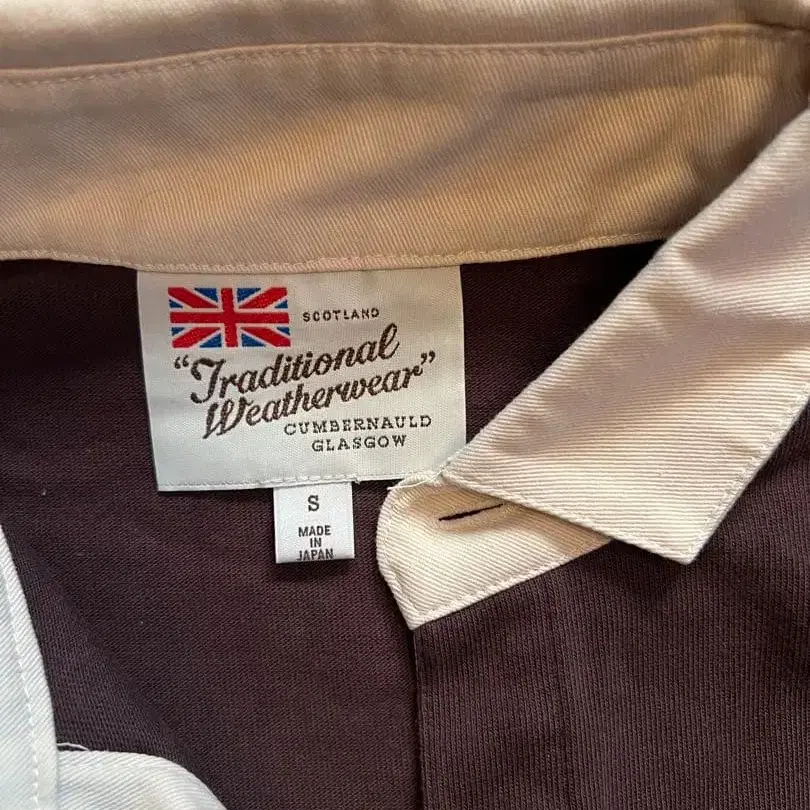 SCOTLAND
"Traditional
Weatherwear"
CUMBERNAULD
GLASGOW
S
MADE
IN
JAPAN